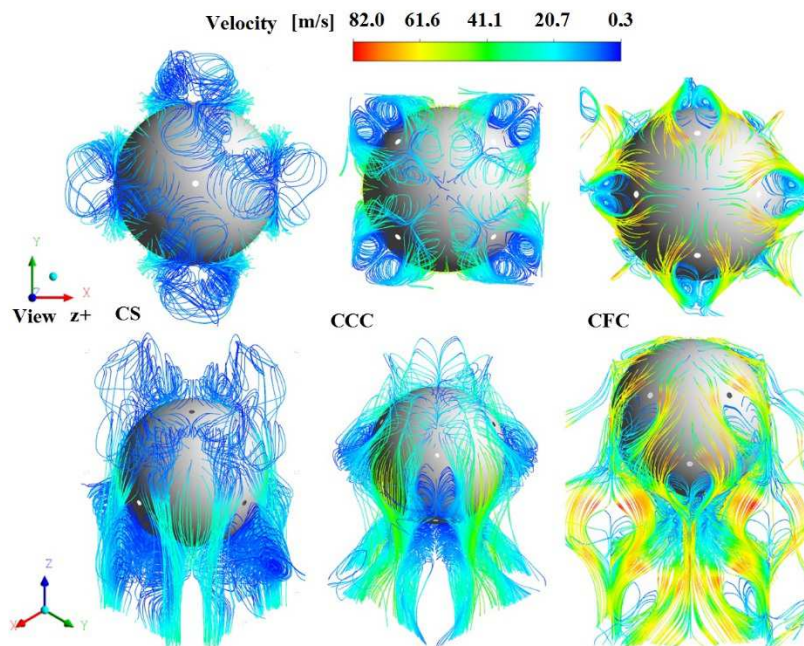 Velocity [m/s] 82.0 61.6 41.1 20.7 0.3
Y
Z X
View z+ CS CCC CFC
Z
X Y